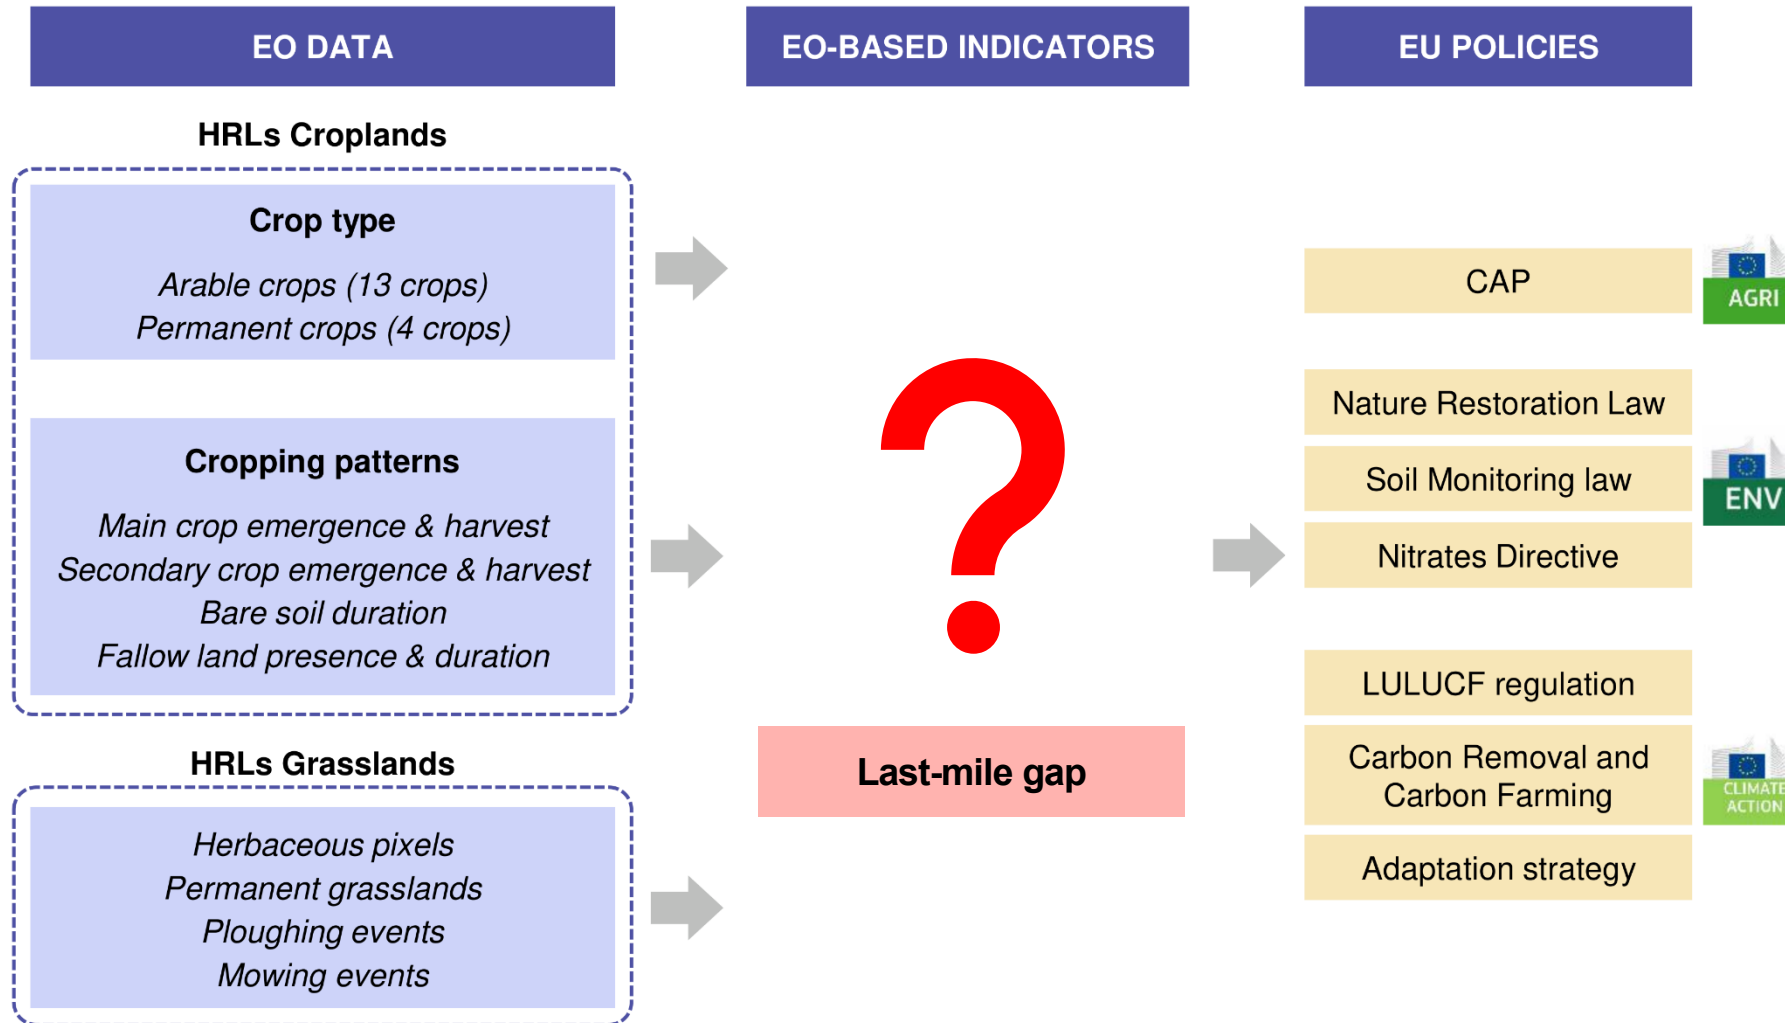 EO DATA
HRLs Croplands
Crop type
Arable crops (13 crops)
Permanent crops (4 crops)
Cropping patterns
Main crop emergence & harvest
Secondary crop emergence & harvest
Bare soil duration
Fallow land presence & duration
HRLs Grasslands
Herbaceous pixels
Permanent grasslands
Ploughing events
Mowing events
EO-BASED INDICATORS
?
Last-mile gap
EU POLICIES
CAP
AGRI
Nature Restoration Law
Soil Monitoring law
Nitrates Directive
ENV
LULUCF regulation
Carbon Removal and
Carbon Farming
Adaptation strategy
CLIMATE
ACTION